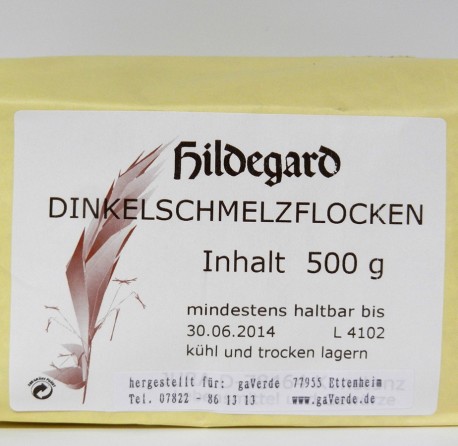 Hildegard
DINKELSCHMELZFLOCKEN
Inhalt 500 g
mindestens haltbar bis
30.06.2014 L 4102
kühl und trocken lagern
hergestellt für: gaVerde 77955 Ettenheim
Tel. 07822 - 86 13 13 www.gaVerde.de